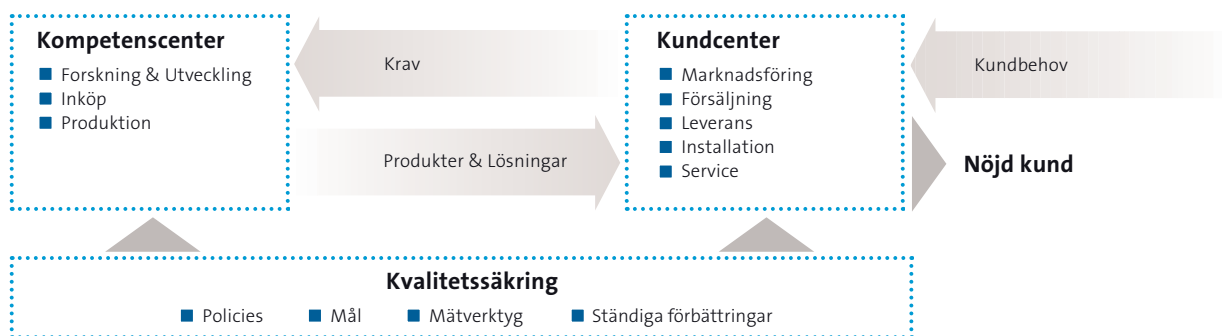 Kompetenscenter
Forskning & Utveckling
Inköp
Produktion
Krav
Produkter & Lösningar
Kundcenter
Marknadsföring
Försäljning
Leverans
Installation
Service
Kundbehov
Nöjd kund
Kvalitetssäkring
Policies Mål Mätverktyg Ständiga förbättringar